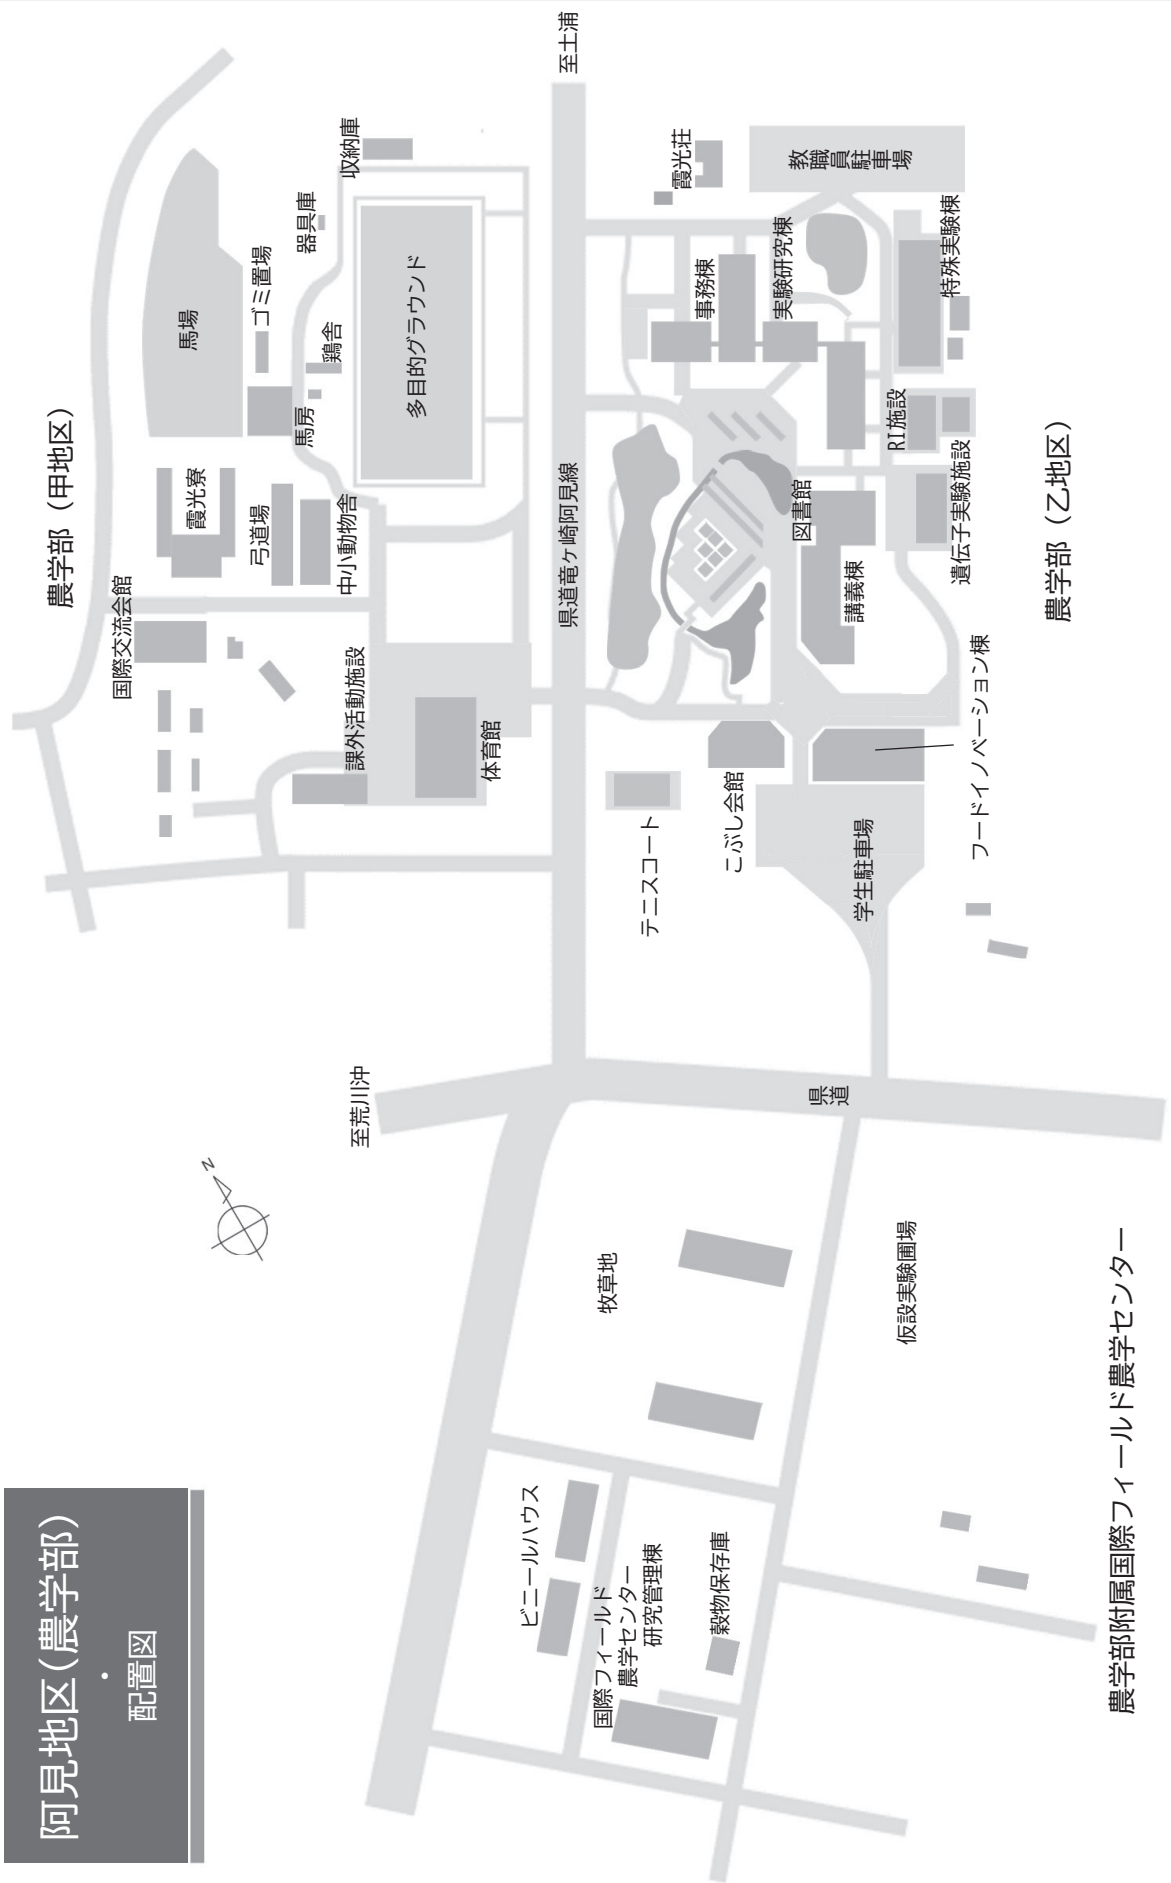 阿見地区(農学部)
・
配置図
農学部（甲地区）
国際交流会館
霞光寮
馬場
弓道場
ゴミ置場
馬房
器具庫
鶏舎
収納庫
中小動物舎
課外活動施設
多目的グラウンド
体育館
至荒川沖
N
県道竜ヶ崎阿見線
至土浦
テニスコート
霞光荘
こぶし会館
事務棟
実験研究棟
教職員駐車場
図書館
講義棟
学生駐車場
県道
RI施設
特殊実験棟
遺伝子実験施設
フードイノベーション棟
農学部（乙地区）
牧草地
仮設実験圃場
ビニールハウス
国際フィールド
農学センター
研究管理棟
穀物保存庫
農学部附属国際フィールド農学センター